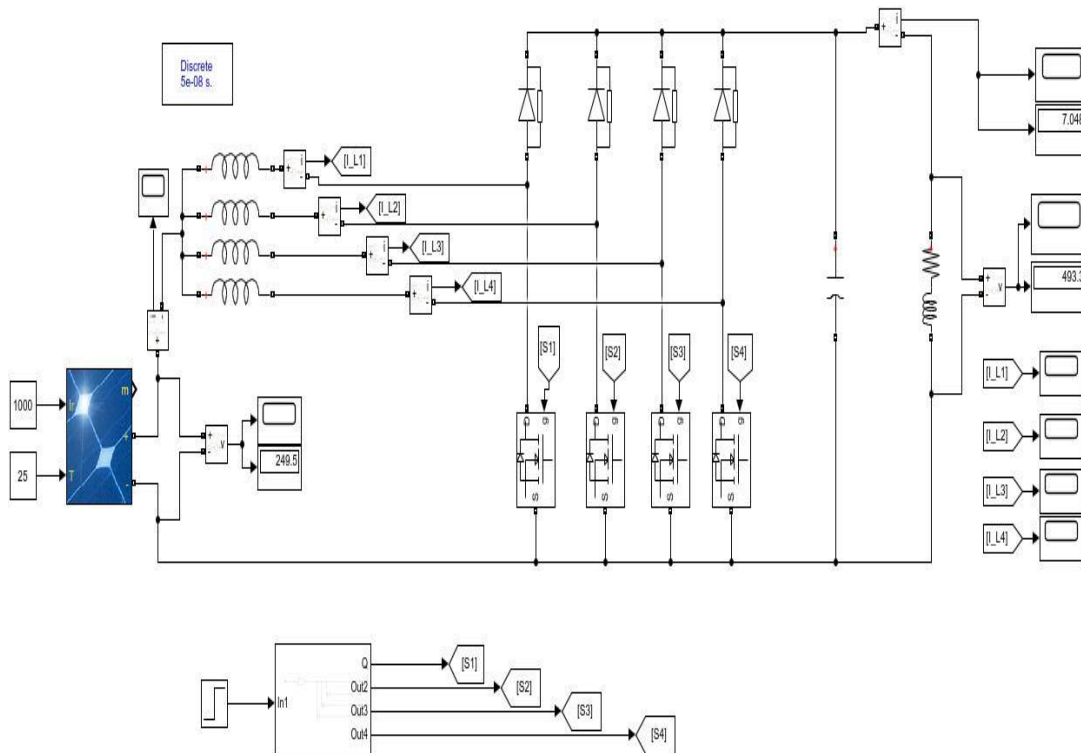 Discrete
5e-08 s.
7.048
[I_L1]
[I_L2]
[I_L3]
[I_L4]
493.3
[S1]
[S2]
[S3]
[S4]
1000
25
Ir
T
m
249.5
[I_L1]
[I_L2]
[I_L3]
[I_L4]
In1
Q
Out2
Out3
Out4
[S1]
[S2]
[S3]
[S4]